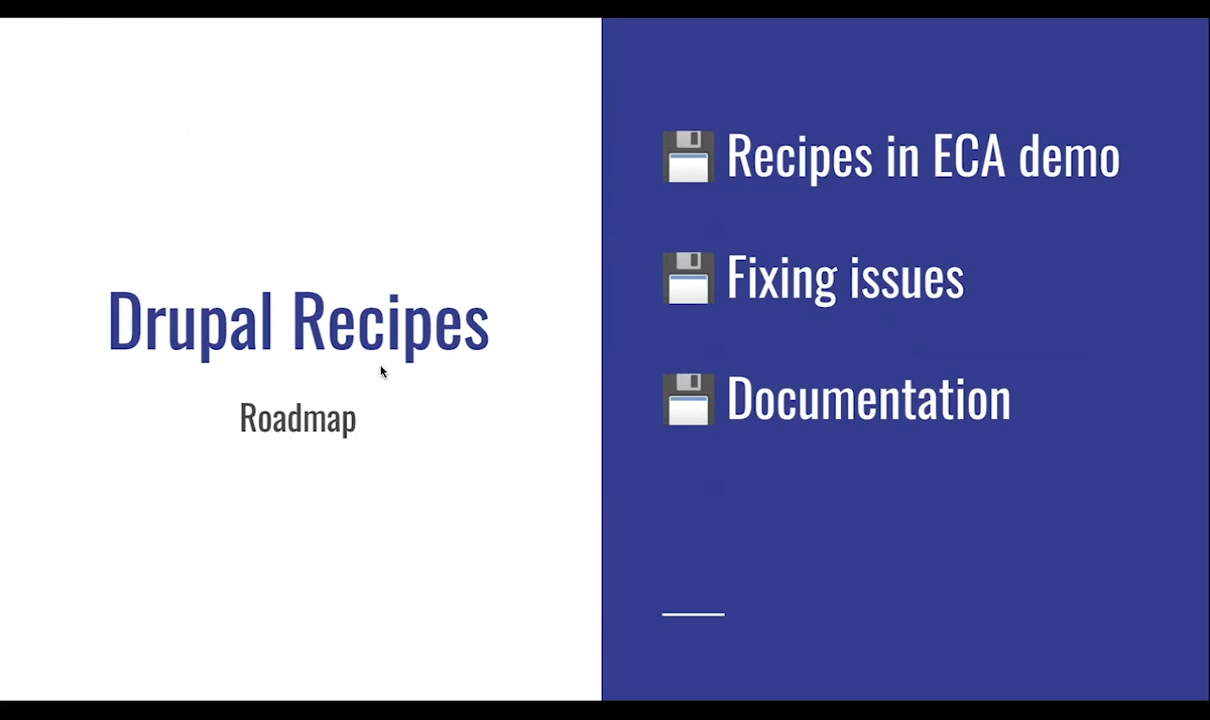 Drupal Recipes
Roadmap
Recipes in ECA demo
Fixing issues
Documentation